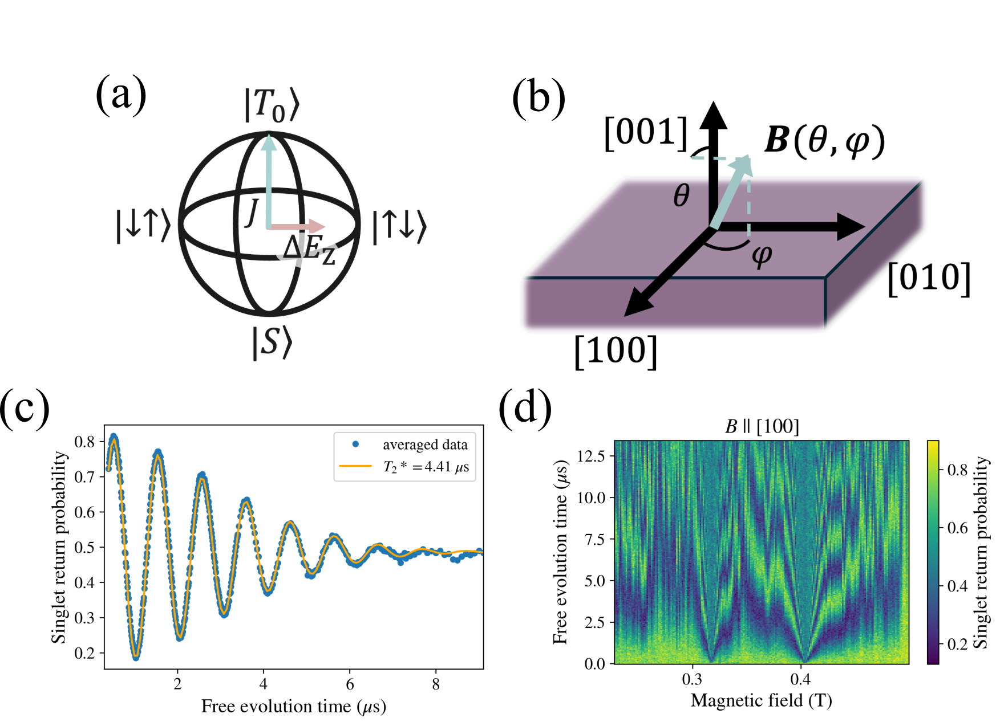 (a)
|T₀⟩
|↓↑⟩
J
|↑↓⟩
ΔE_Z
|S⟩
(b)
[001]
B(θ, φ)
θ
φ
[010]
[100]
(c)
0.8
0.7
0.6
0.5
0.4
0.3
0.2
Singlet return probability
averaged data
T₂* = 4.41 μs
2
4
6
8
Free evolution time (μs)
(d)
B ∥ [100]
12.5
10.0
7.5
5.0
2.5
0.0
Free evolution time (μs)
0.3
0.4
Magnetic field (T)
0.8
0.6
0.4
0.2
Singlet return probability